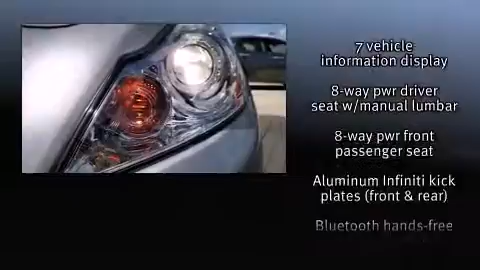 7 vehicle
information display
8-way pwr driver
seat w/manual lumbar
8-way pwr front
passenger seat
Aluminum Infiniti kick
plates (front & rear)
Bluetooth hands-free